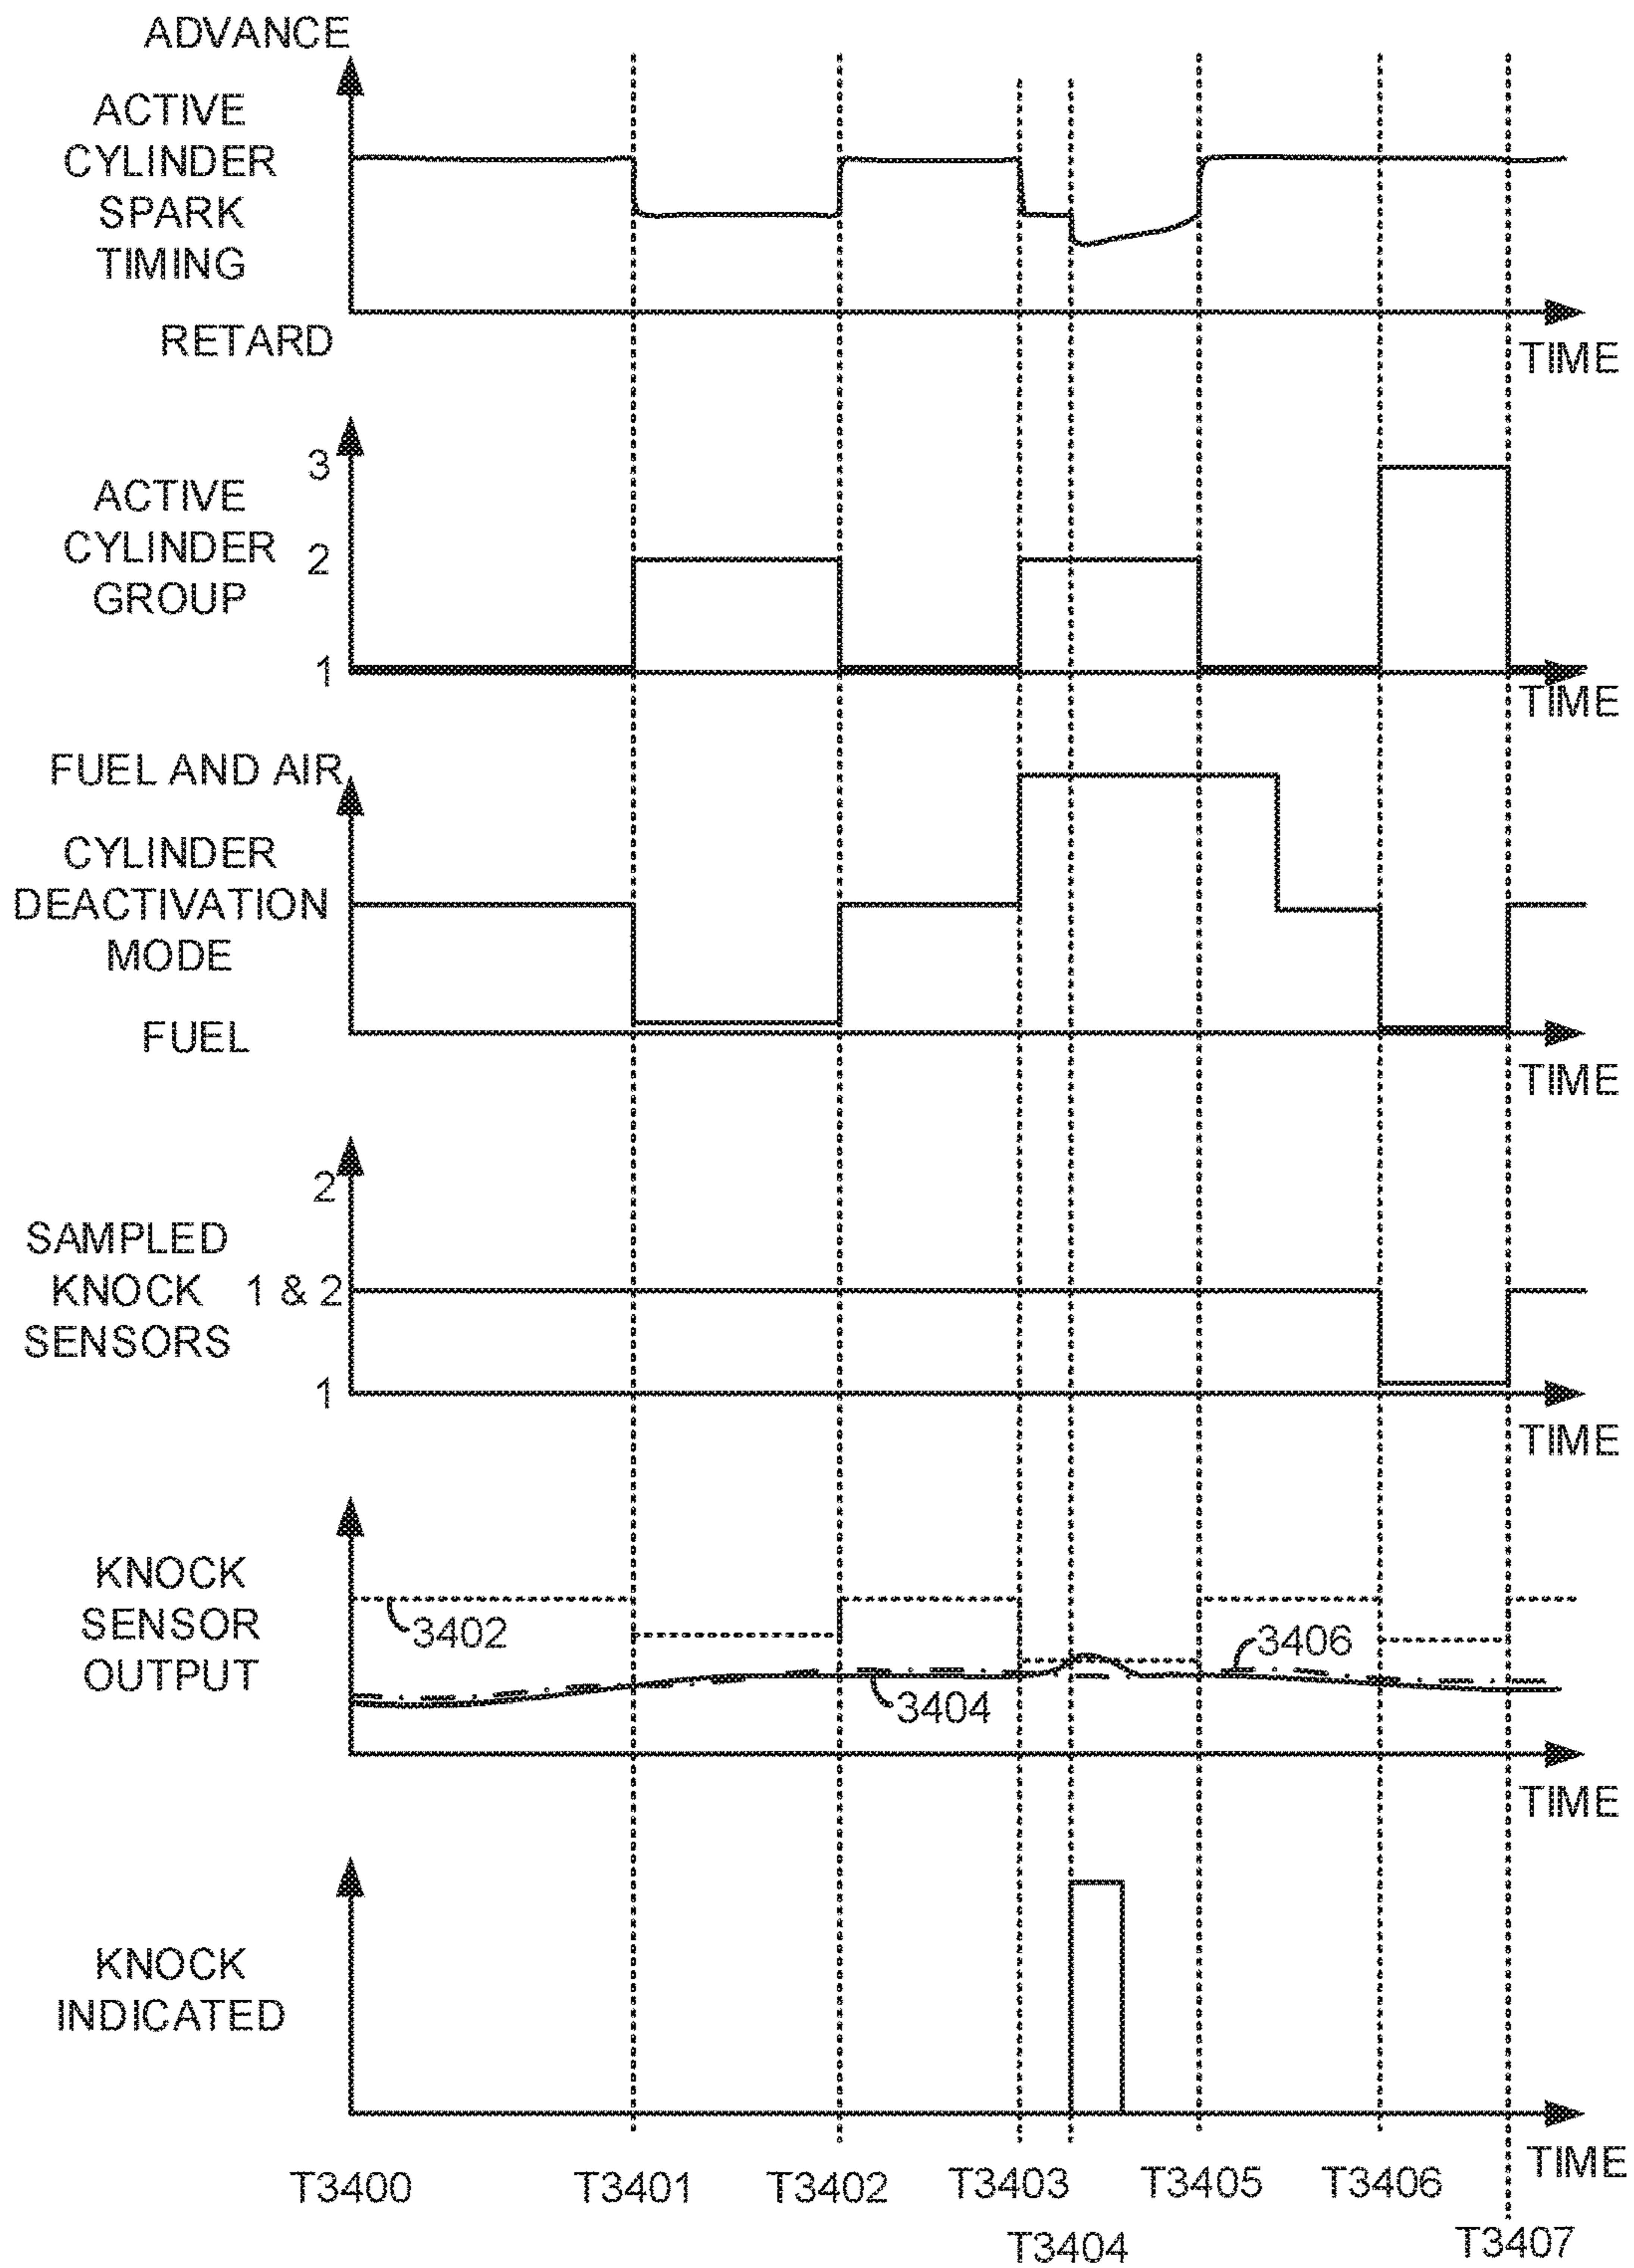 ADVANCE
ACTIVE
CYLINDER
SPARK
TIMING
RETARD
TIME
3
ACTIVE
CYLINDER
2
GROUP
1
TIME
FUEL AND AIR
CYLINDER
DEACTIVATION
MODE
FUEL
TIME
2
SAMPLED
KNOCK 1 & 2
SENSORS
1
TIME
KNOCK
SENSOR
OUTPUT
3402
3406
3404
TIME
KNOCK
INDICATED
TIME
T3400 T3401 T3402 T3403 T3405 T3406
T3404 T3407